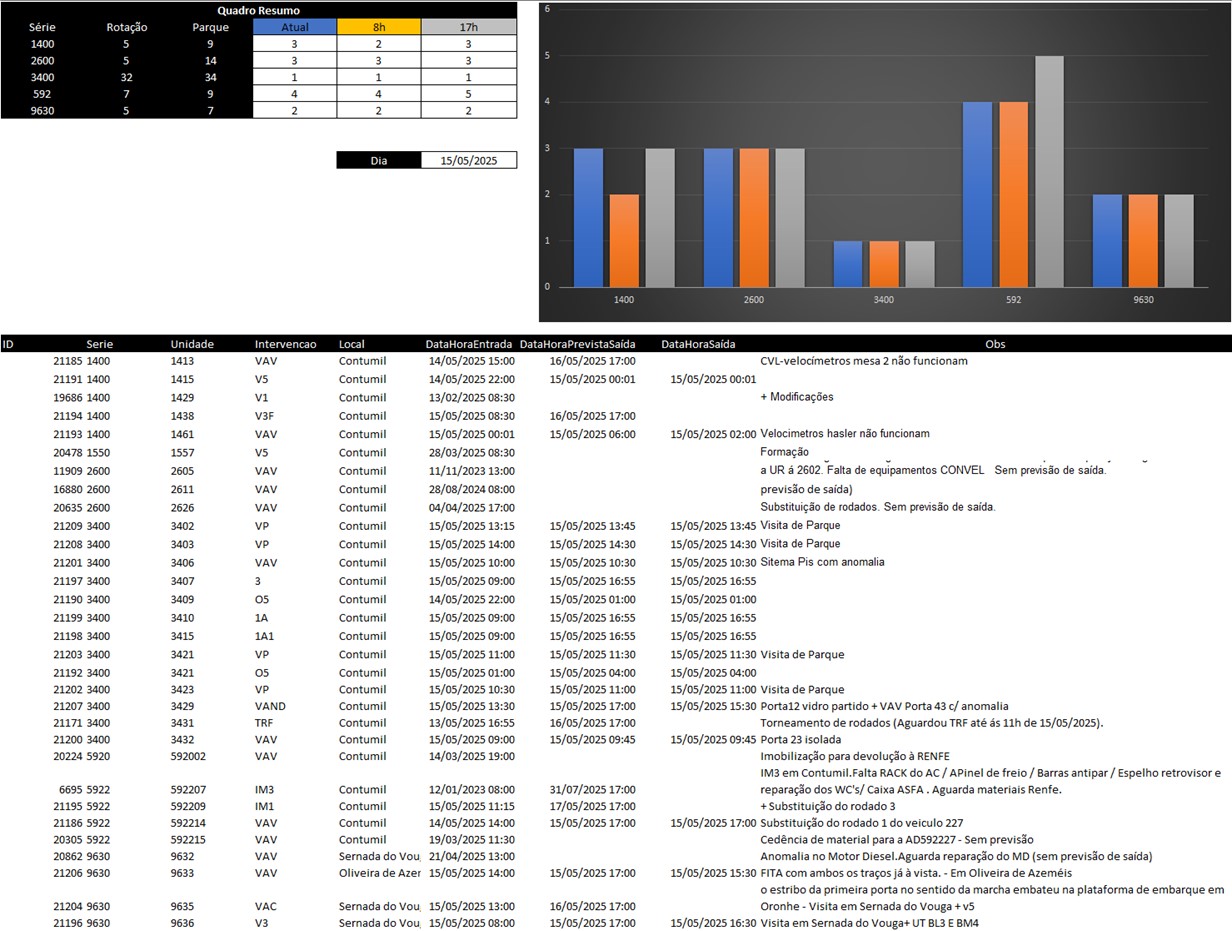 Quadro Resumo
Série Rotação Parque Atual 8h 17h
1400 5 9 3 2 3
2600 5 14 3 3 3
3400 32 34 1 1 1
592 7 9 4 4 5
9630 5 7 2 2 2
Dia 15/05/2025
6
5
4
3
2
1
0
1400 2600 3400 592 9630
ID Serie Unidade Intervencao Local DataHoraEntrada DataHoraPrevistaSaída DataHoraSaída Obs
21185 1400 1413 VAV Contumil 14/05/2025 15:00 16/05/2025 17:00 CVL-velocímetros mesa 2 não funcionam
21191 1400 1415 V5 Contumil 14/05/2025 22:00 15/05/2025 00:01 15/05/2025 00:01
19686 1400 1429 V1 Contumil 13/02/2025 08:30 + Modificações
21194 1400 1438 V3F Contumil 15/05/2025 08:30 16/05/2025 17:00
21193 1400 1461 VAV Contumil 15/05/2025 00:01 15/05/2025 06:00 15/05/2025 02:00 Velocimetros hasler não funcionam
20478 1550 1557 V5 Contumil 28/03/2025 08:30 Formação
11909 2600 2605 VAV Contumil 11/11/2023 13:00 a UR á 2602. Falta de equipamentos CONVEL Sem previsão de saída.
16880 2600 2611 VAV Contumil 28/08/2024 08:00 previsão de saída)
20635 2600 2626 VAV Contumil 04/04/2025 17:00 Substituição de rodados. Sem previsão de saída.
21209 3400 3402 VP Contumil 15/05/2025 13:15 15/05/2025 13:45 15/05/2025 13:45 Visita de Parque
21208 3400 3403 VP Contumil 15/05/2025 14:00 15/05/2025 14:30 15/05/2025 14:30 Visita de Parque
21201 3400 3406 VAV Contumil 15/05/2025 10:00 15/05/2025 10:30 15/05/2025 10:30 Sitema Pis com anomalia
21197 3400 3407 3 Contumil 15/05/2025 09:00 15/05/2025 16:55 15/05/2025 16:55
21190 3400 3409 O5 Contumil 14/05/2025 22:00 15/05/2025 01:00 15/05/2025 01:00
21199 3400 3410 1A Contumil 15/05/2025 09:00 15/05/2025 16:55 15/05/2025 16:55
21198 3400 3415 1A1 Contumil 15/05/2025 09:00 15/05/2025 16:55 15/05/2025 16:55
21203 3400 3421 VP Contumil 15/05/2025 11:00 15/05/2025 11:30 15/05/2025 11:30 Visita de Parque
21192 3400 3421 O5 Contumil 15/05/2025 01:00 15/05/2025 04:00 15/05/2025 04:00
21202 3400 3423 VP Contumil 15/05/2025 10:30 15/05/2025 11:00 15/05/2025 11:00 Visita de Parque
21207 3400 3429 VAND Contumil 15/05/2025 13:30 15/05/2025 17:00 15/05/2025 15:30 Porta12 vidro partido + VAV Porta 43 c/ anomalia
21171 3400 3431 TRF Contumil 13/05/2025 16:55 16/05/2025 17:00 Torneamento de rodados (Aguardou TRF até ás 11h de 15/05/2025).
21200 3400 3432 VAV Contumil 15/05/2025 09:00 15/05/2025 09:45 15/05/2025 09:45 Porta 23 isolada
20224 5920 592002 VAV Contumil 14/03/2025 19:00 Imobilização para devolução à RENFE
IM3 em Contumil.Falta RACK do AC / APinel de freio / Barras antipar / Espelho retrovisor e
6695 5922 592207 IM3 Contumil 12/01/2023 08:00 31/07/2025 17:00 reparação dos WC's/ Caixa ASFA . Aguarda materiais Renfe.
21195 5922 592209 IM1 Contumil 15/05/2025 11:15 17/05/2025 17:00 + Substituição do rodado 3
21186 5922 592214 VAV Contumil 14/05/2025 14:00 15/05/2025 17:00 15/05/2025 17:00 Substituição do rodado 1 do veiculo 227
20305 5922 592215 VAV Contumil 19/03/2025 11:30 Cedência de material para a AD592227 - Sem previsão
20862 9630 9632 VAV Sernada do Vou 21/04/2025 13:00 Anomalia no Motor Diesel.Aguarda reparação do MD (sem previsão de saída)
21206 9630 9633 VAV Oliveira de Azer 15/05/2025 14:00 15/05/2025 17:00 15/05/2025 15:30 FITA com ambos os traços já à vista. - Em Oliveira de Azeméis
o estribo da primeira porta no sentido da marcha embateu na plataforma de embarque em
21204 9630 9635 VAC Sernada do Vou 15/05/2025 13:00 16/05/2025 17:00 Oronhe - Visita em Sernada do Vouga + v5
21196 9630 9636 V3 Sernada do Vou 15/05/2025 08:00 15/05/2025 17:00 15/05/2025 16:30 Visita em Sernada do Vouga+ UT BL3 E BM4